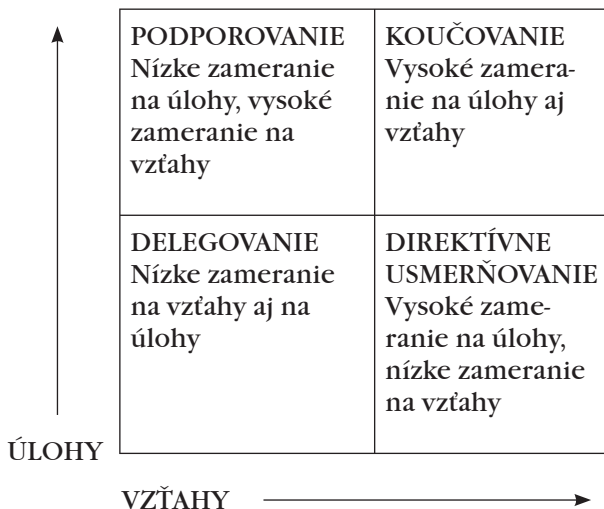 PODPOROVANIE
Nízke zameranie
na úlohy, vysoké
zameranie na
vzťahy
KOUČOVANIE
Vysoké zamera-
nie na úlohy aj
vzťahy
DELEGOVANIE
Nízke zameranie
na vzťahy aj na
úlohy
DIREKTÍVNE
USMERŇOVANIE
Vysoké zame-
ranie na úlohy,
nízke zameranie
na vzťahy
ÚLOHY
VZŤAHY